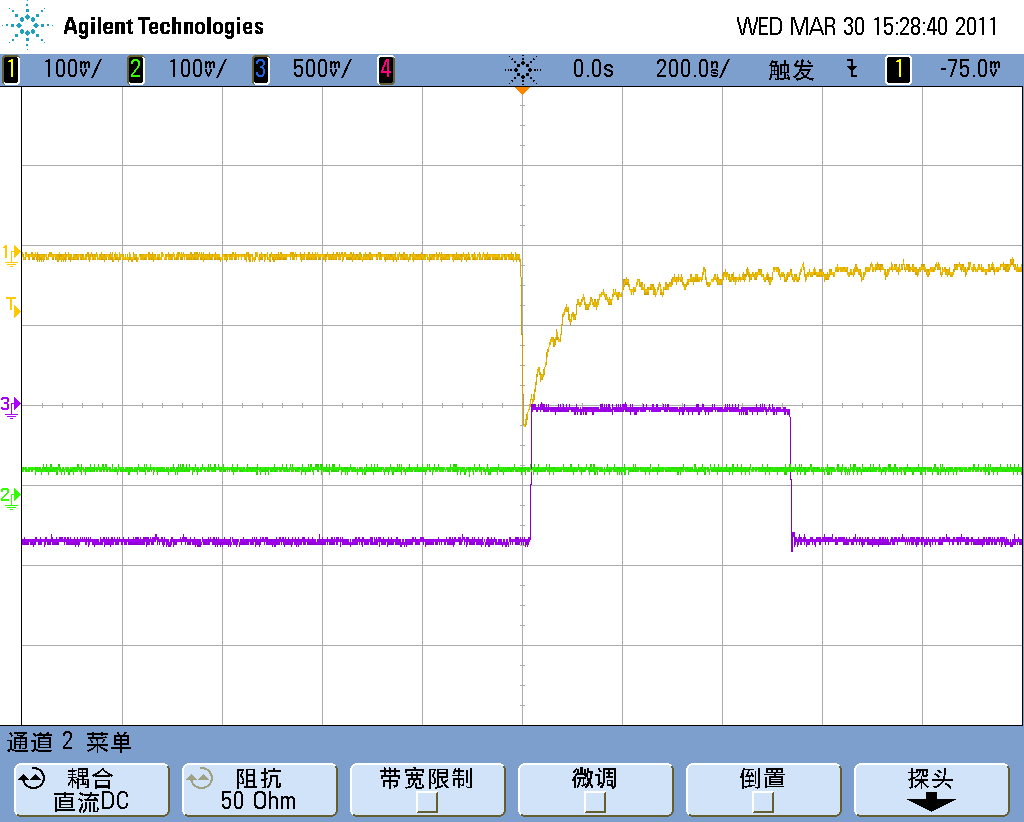 Agilent Technologies
WED MAR 30 15:28:40 2011
1 100mV/ 2 100mV/ 3 500mV/ 4 0.0s 200.0ns/ 触发 1 -75.0mV
1
T
3
2
通道 2 菜单
耦合 阻抗 带宽限制 微调 倒置 探头
直流DC 50 Ohm